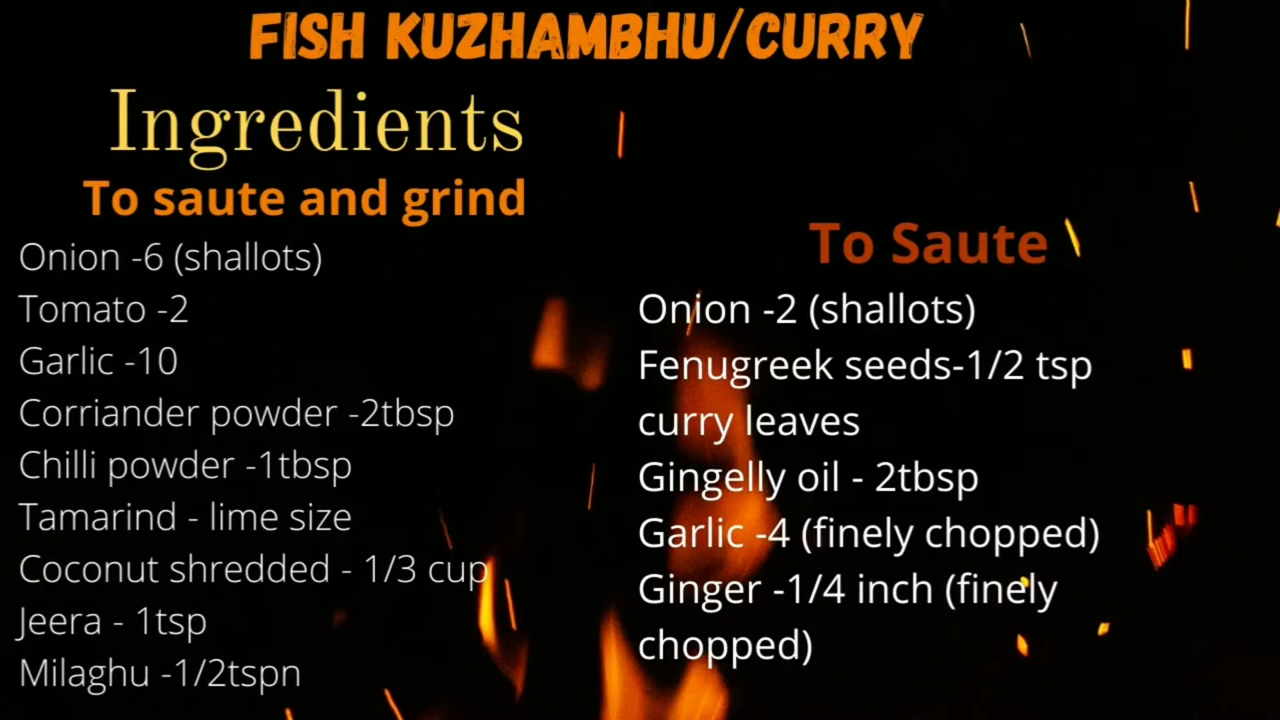 FISH KUZHAMBHU/CURRY
Ingredients
To saute and grind
Onion -6 (shallots)
Tomato -2
Garlic -10
Corriander powder -2tbsp
Chilli powder -1tbsp
Tamarind - lime size
Coconut shredded - 1/3 cup
Jeera - 1tsp
Milaghu -1/2tspn
To Saute
Onion -2 (shallots)
Fenugreek seeds-1/2 tsp
curry leaves
Gingelly oil - 2tbsp
Garlic -4 (finely chopped)
Ginger -1/4 inch (finely
chopped)